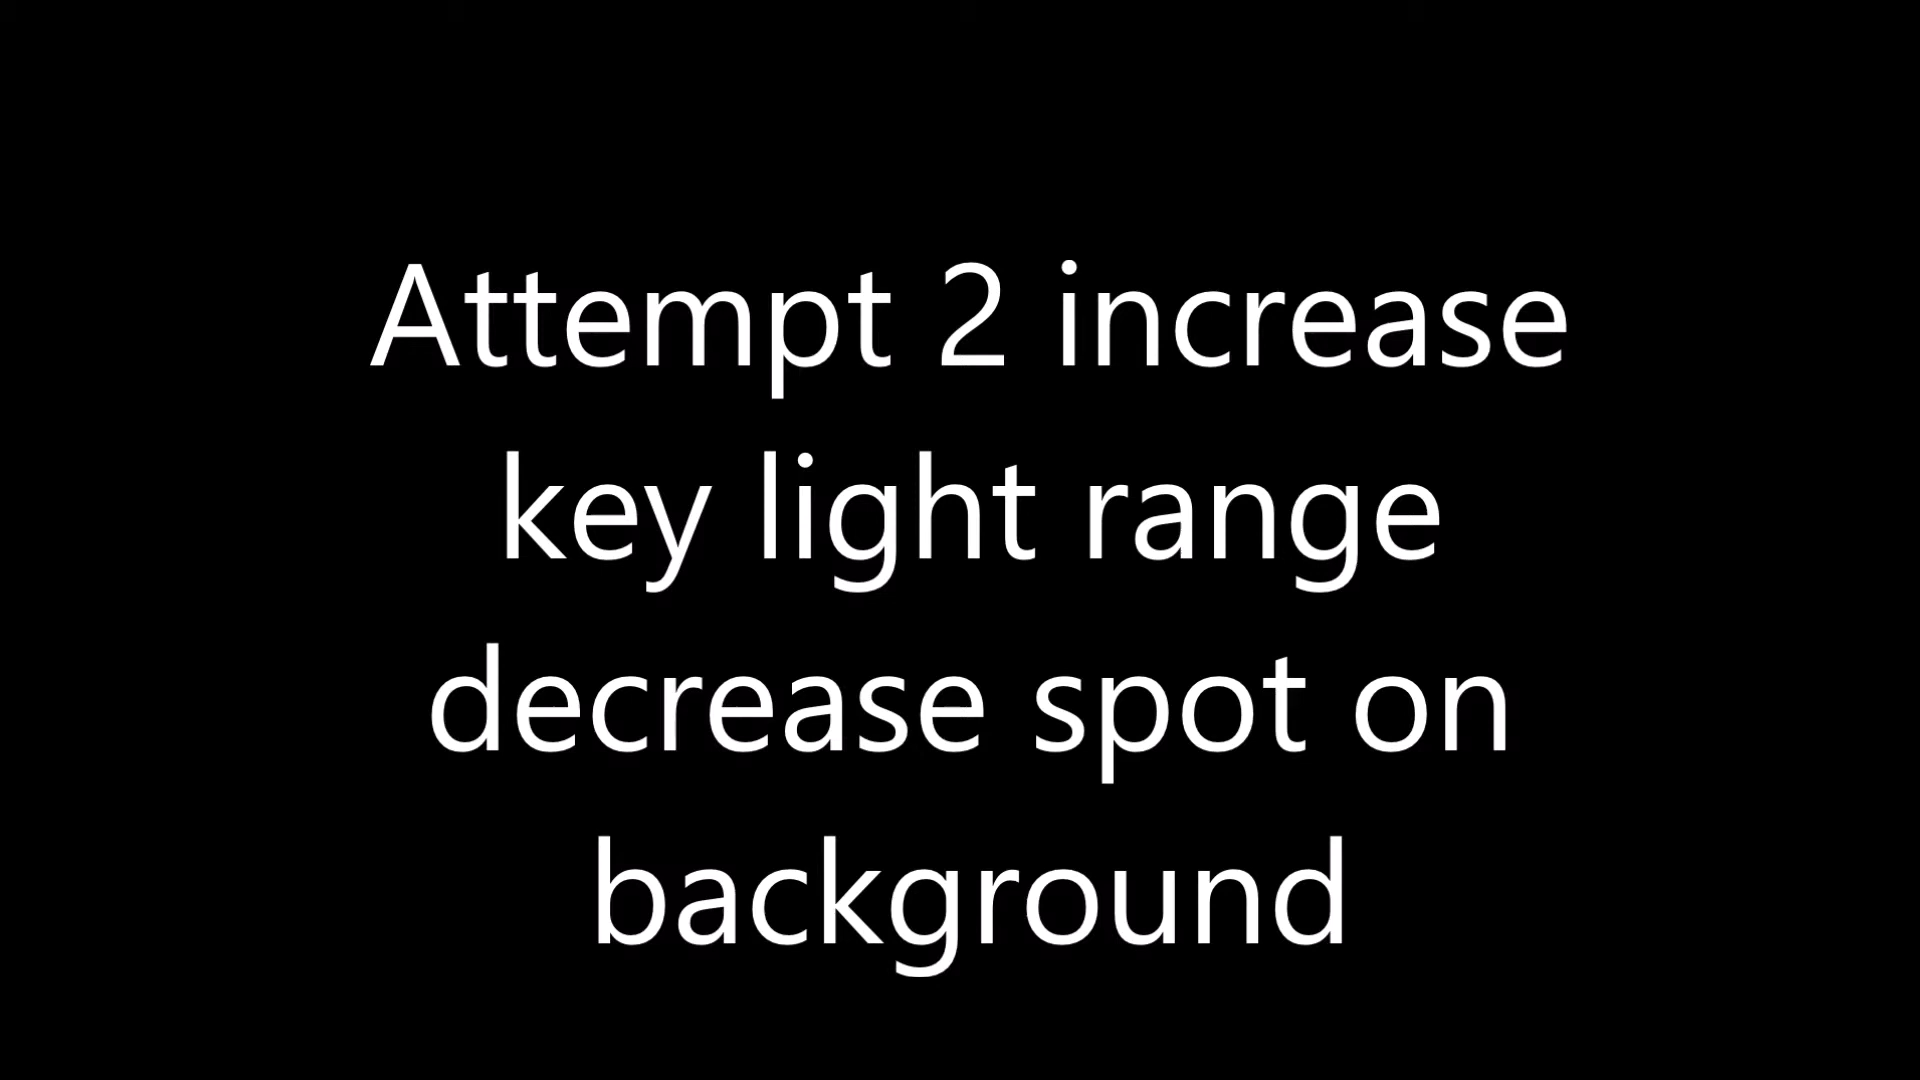 Attempt 2 increase
key light range
decrease spot on
background